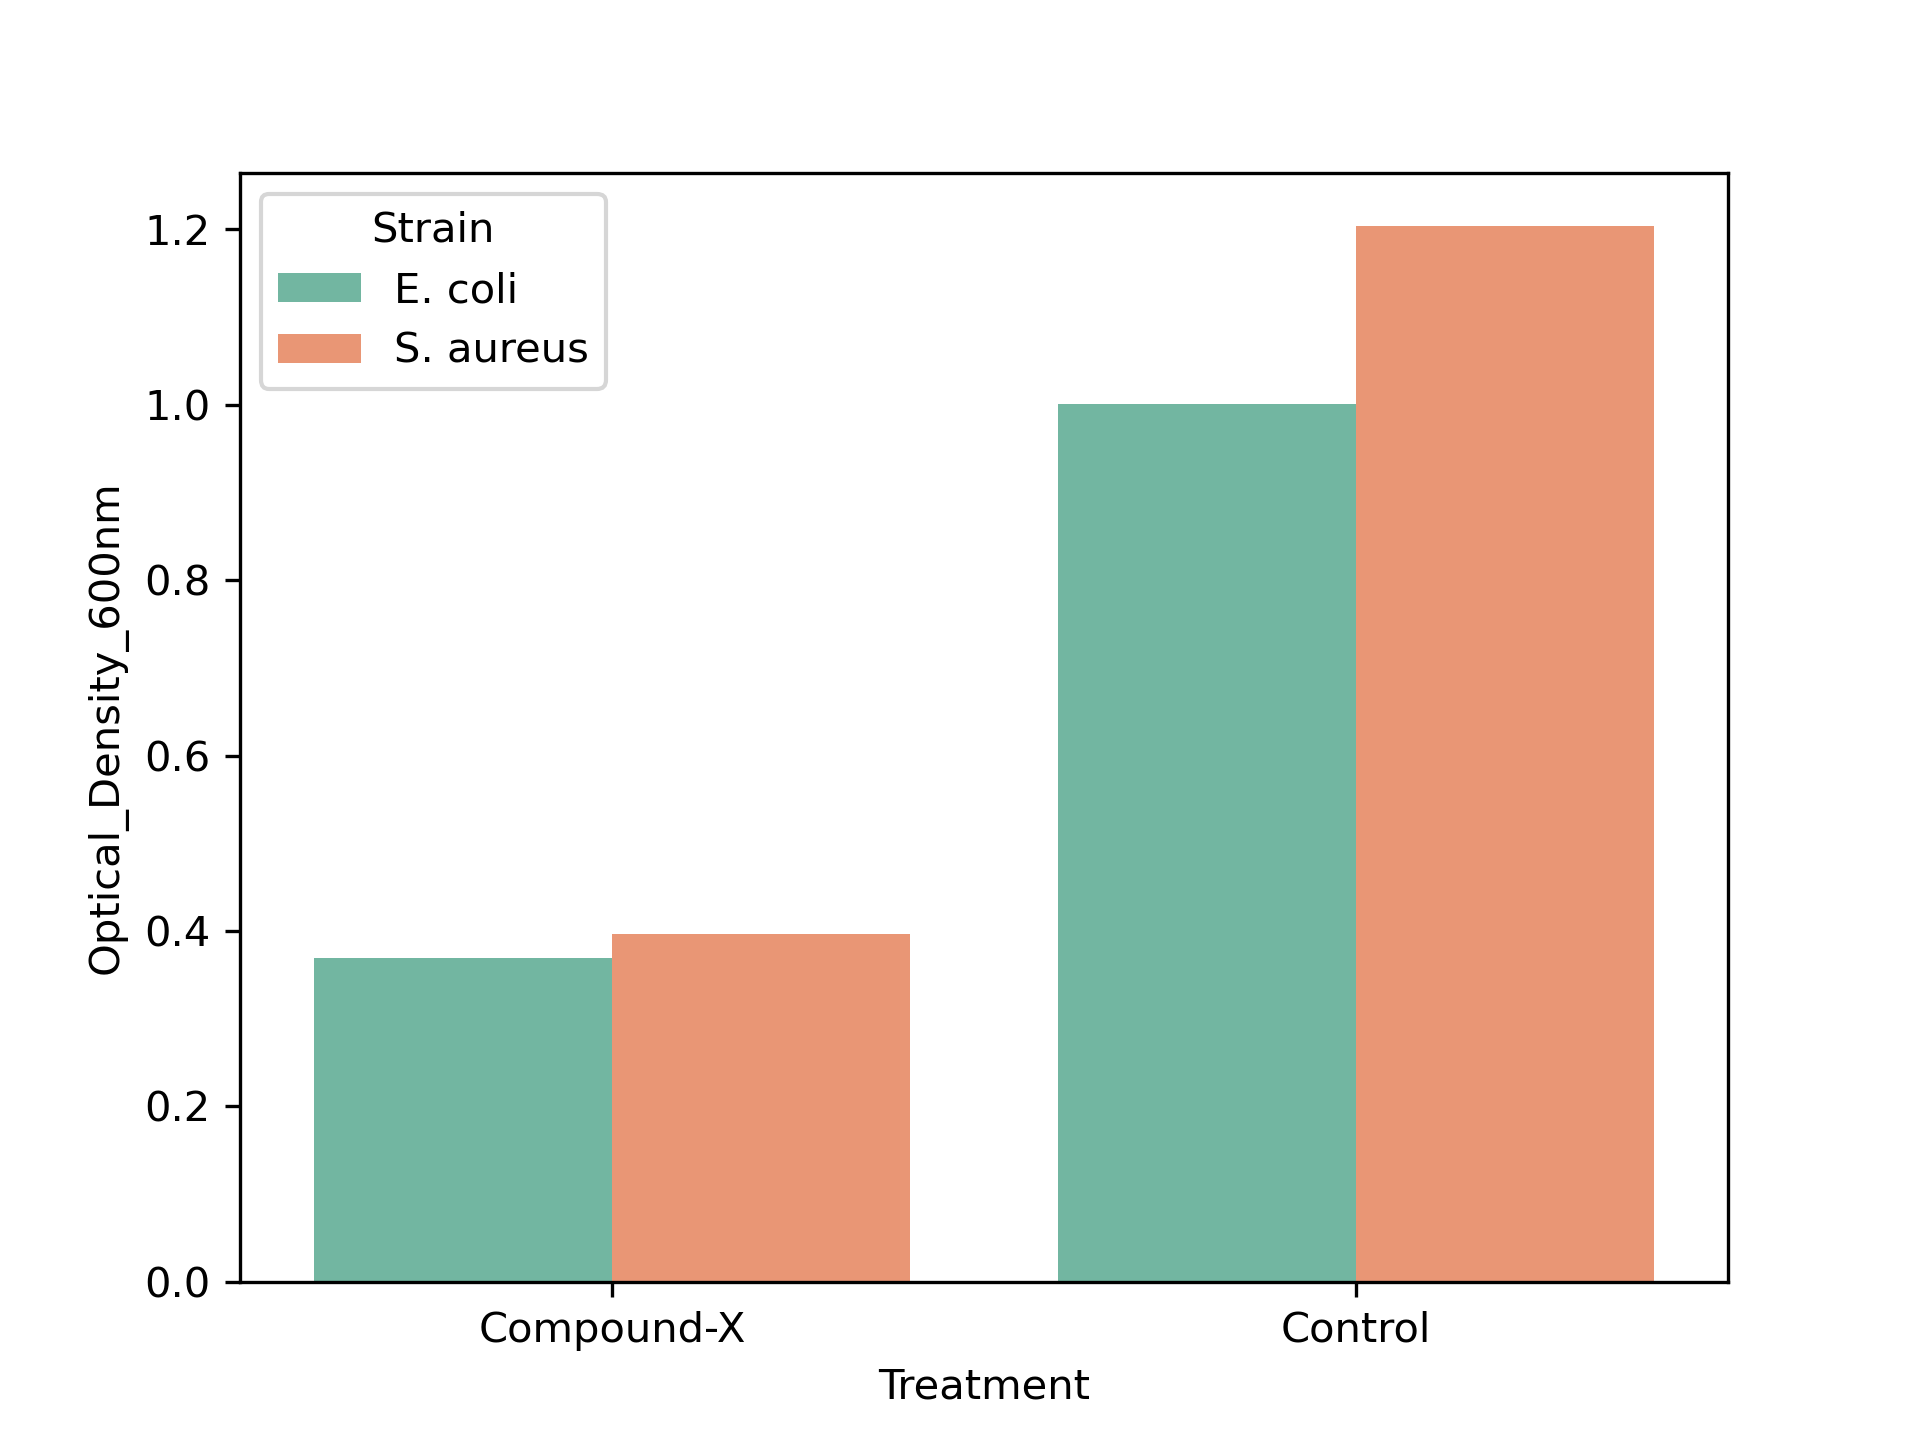 Strain
E. coli
S. aureus
1.2
1.0
0.8
0.6
0.4
0.2
0.0
Optical_Density_600nm
Compound-X
Control
Treatment